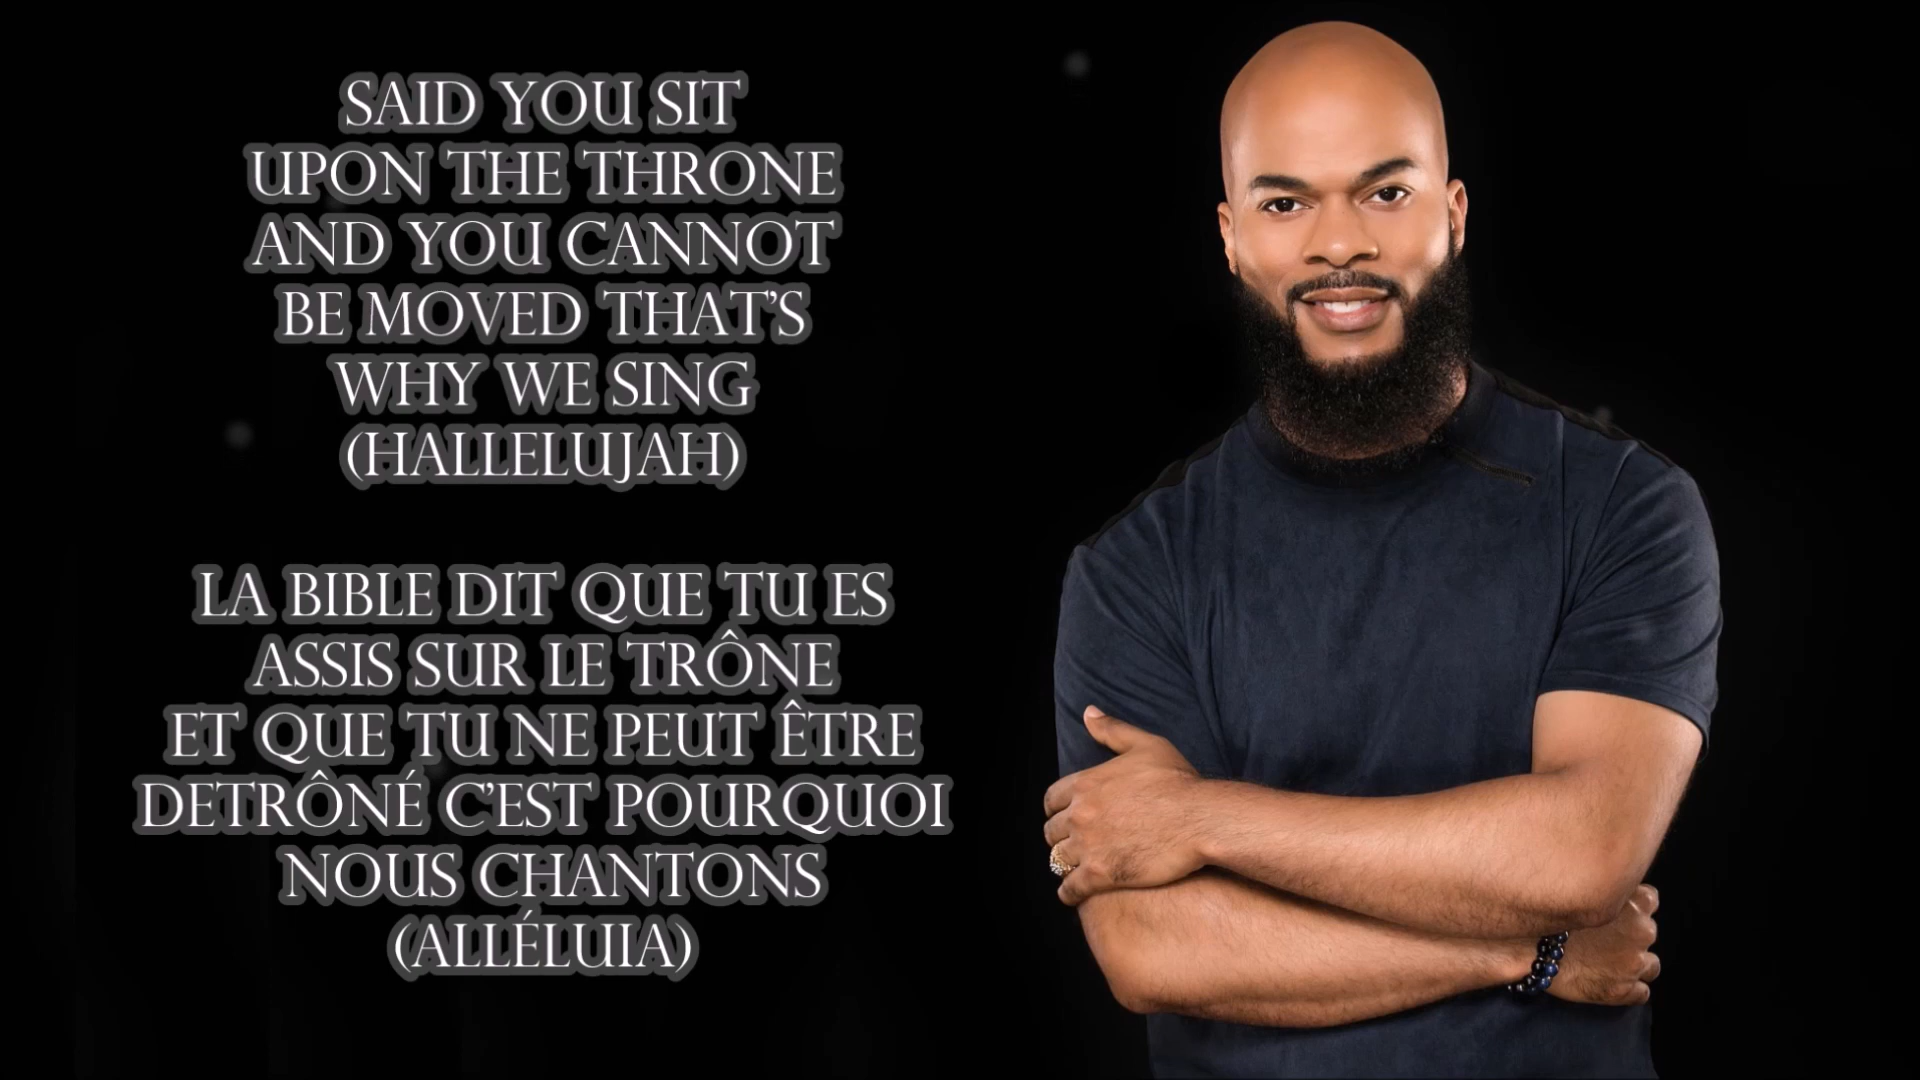 SAID YOU SIT
UPON THE THRONE
AND YOU CANNOT
BE MOVED THAT'S
WHY WE SING
(HALLELUJAH)
LA BIBLE DIT QUE TU ES
ASSIS SUR LE TRÔNE
ET QUE TU NE PEUT ÊTRE
DETRÔNÉ C'EST POURQUOI
NOUS CHANTONS
(ALLÉLUIA)